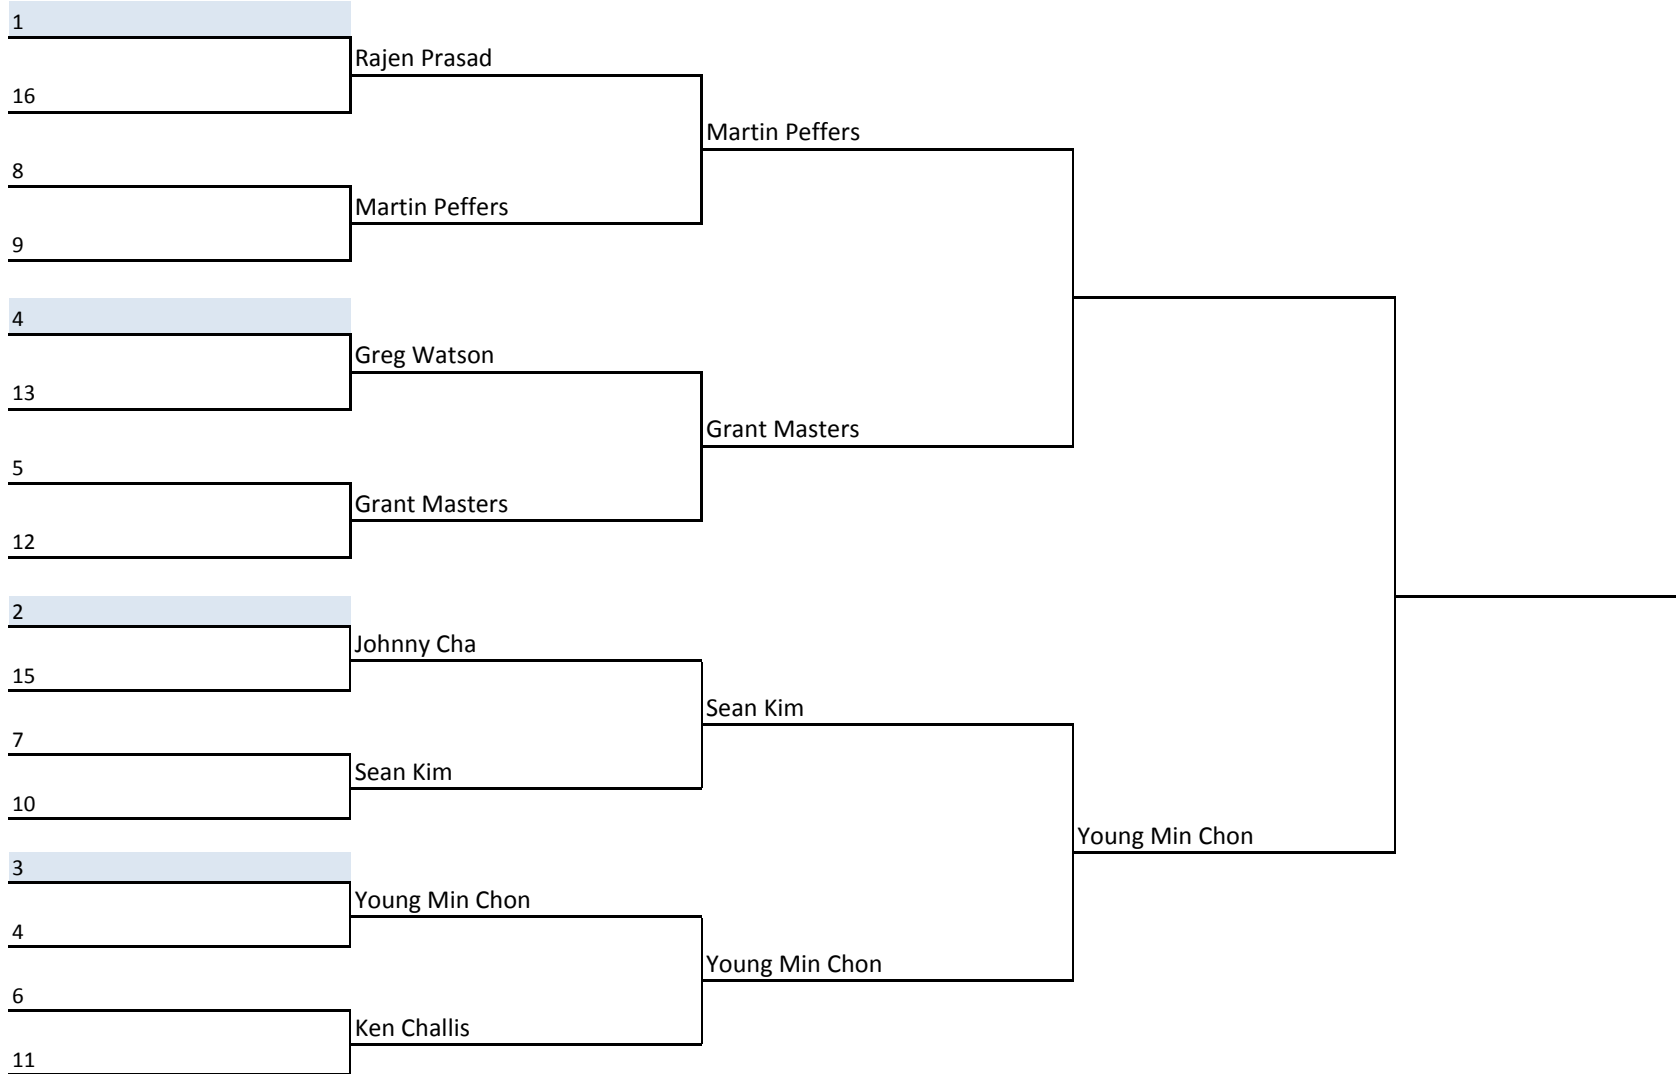 1
Rajen Prasad
16
Martin Peffers
8
Martin Peffers
9
4
Greg Watson
13
Grant Masters
5
Grant Masters
12
2
Johnny Cha
15
Sean Kim
7
Sean Kim
10
Young Min Chon
3
Young Min Chon
4
Young Min Chon
6
Ken Challis
11